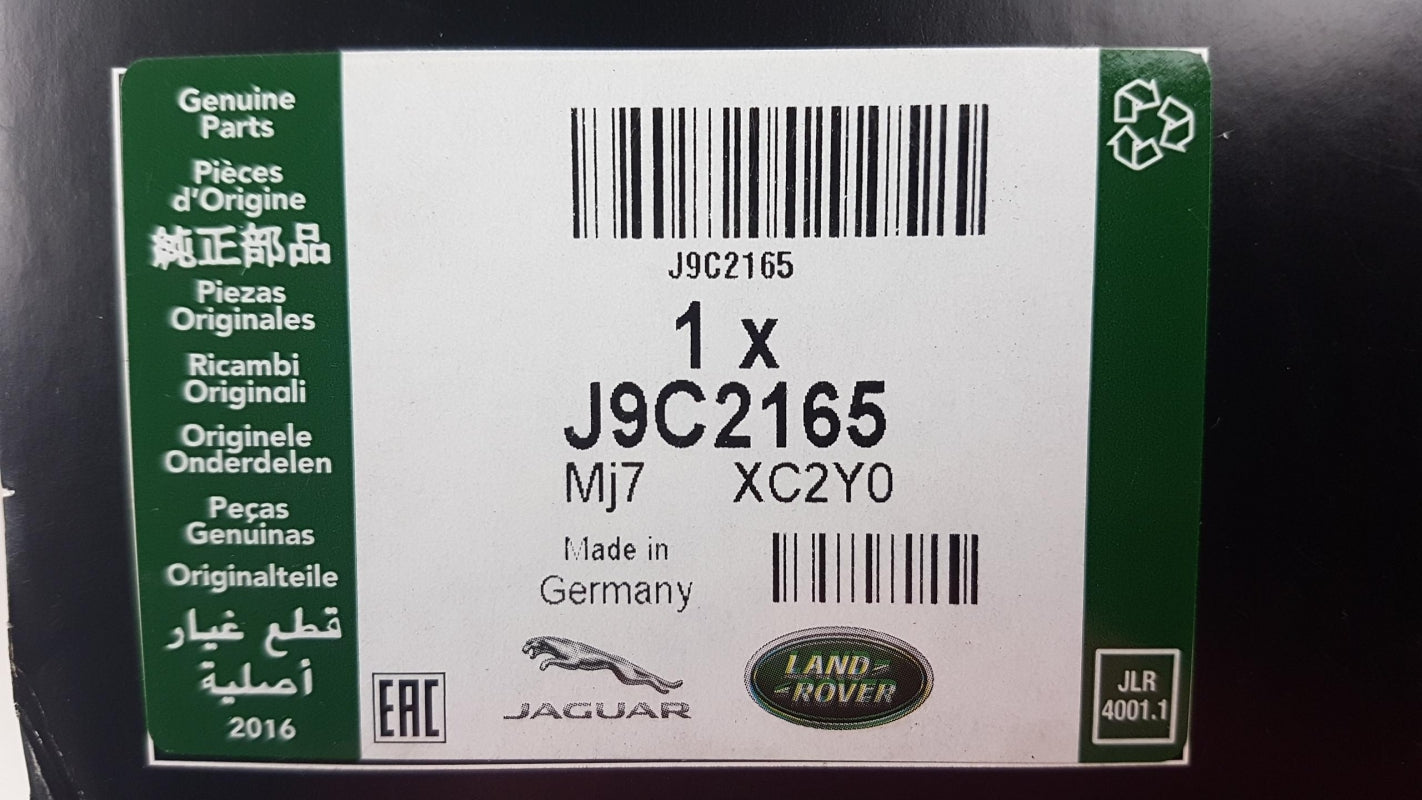 Genuine
Parts
Pièces
d'Origine
純正部品
Piezas
Originales
Ricambi
Originali
Originele
Onderdelen
Peças
Genuinas
Originalteile
قطع غيار
أصلية
2016
J9C2165
1 x
J9C2165
Mj7 XC2Y0
Made in
Germany
EAC
JAGUAR
LAND-
-ROVER
JLR
4001.1